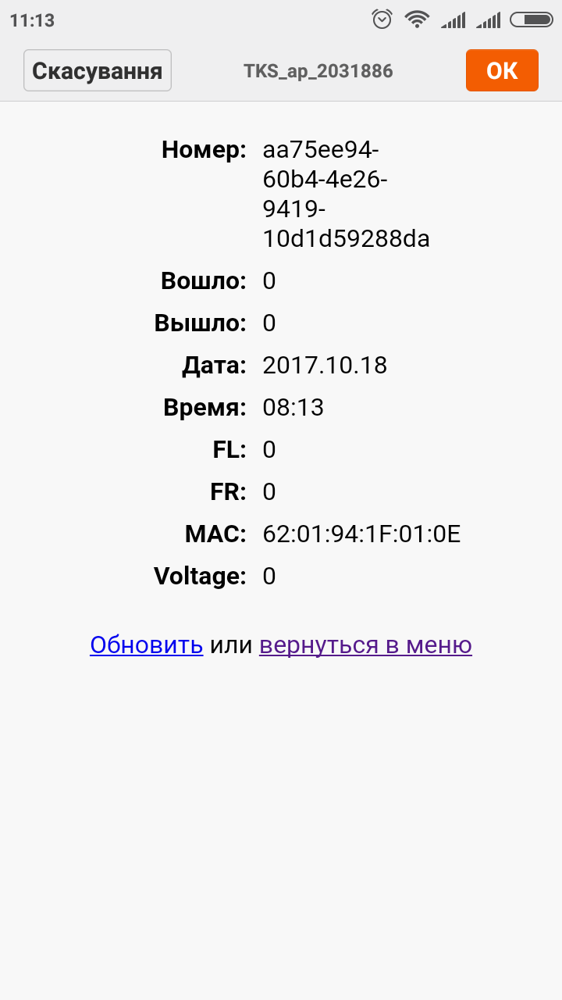 11:13
Скасування TKS_ap_2031886 ОК
Номер: aa75ee94-
60b4-4e26-
9419-
10d1d59288da
Вошло: 0
Вышло: 0
Дата: 2017.10.18
Время: 08:13
FL: 0
FR: 0
MAC: 62:01:94:1F:01:0E
Voltage: 0
Обновить или вернуться в меню